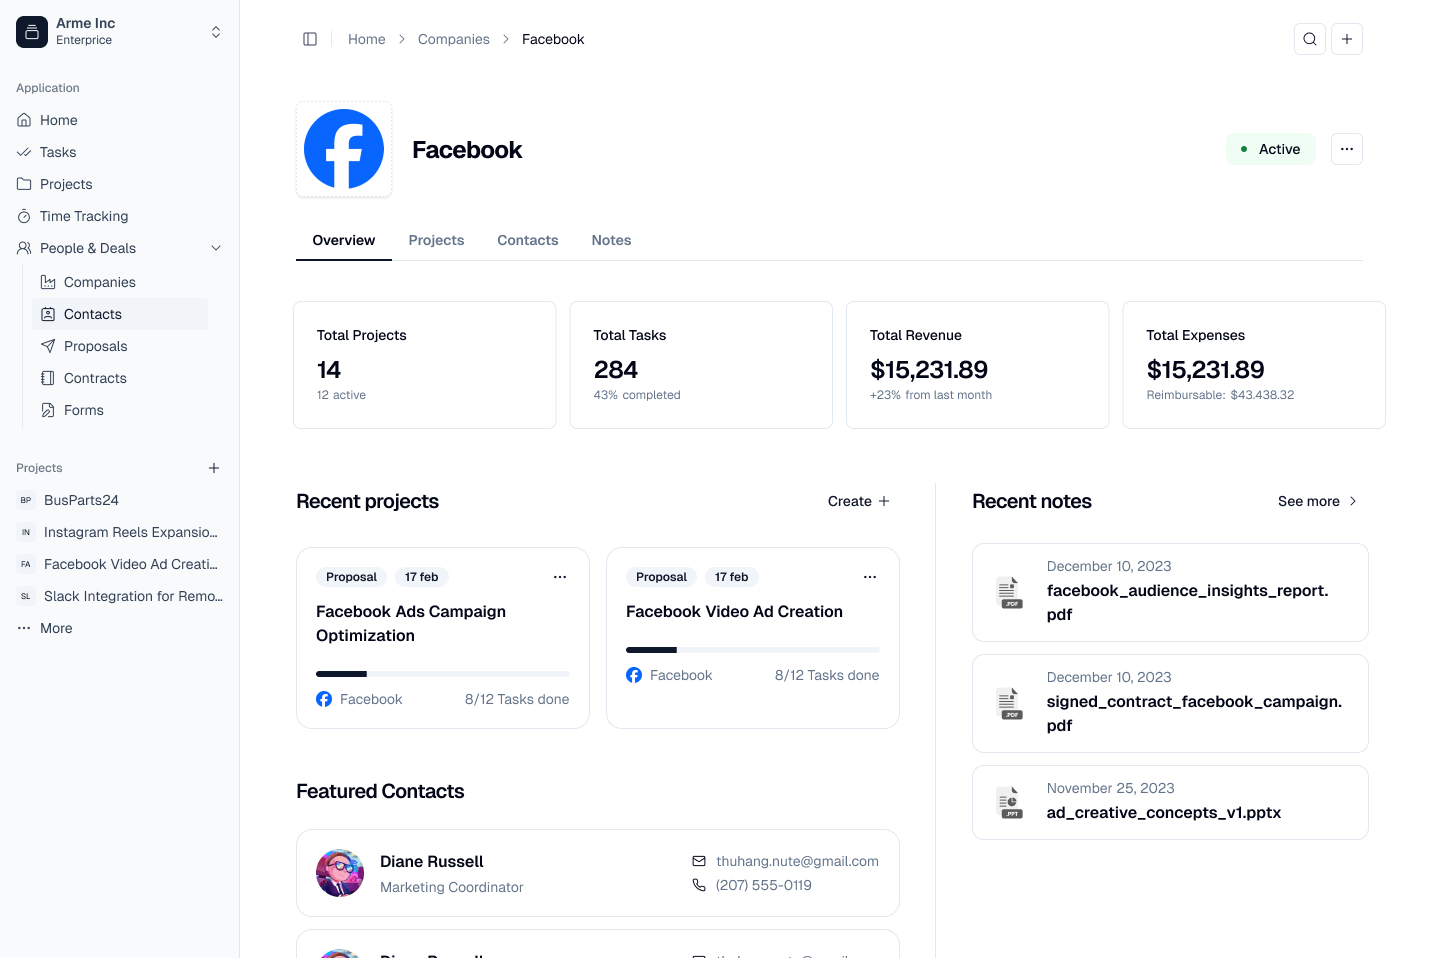 Arme Inc
Enterprice
Application
Home
Tasks
Projects
Time Tracking
People & Deals
Companies
Contacts
Proposals
Contracts
Forms
Projects
BP BusParts24
IN Instagram Reels Expansio...
FA Facebook Video Ad Creati...
SL Slack Integration for Remo...
More
Home > Companies > Facebook
Facebook
Active
Overview Projects Contacts Notes
Total Projects
14
12 active
Total Tasks
284
43% completed
Total Revenue
$15,231.89
+23% from last month
Total Expenses
$15,231.89
Reimbursable: $43.438.32
Recent projects
Create +
Proposal 17 feb
Facebook Ads Campaign
Optimization
Facebook 8/12 Tasks done
Proposal 17 feb
Facebook Video Ad Creation
Facebook 8/12 Tasks done
Featured Contacts
Diane Russell
Marketing Coordinator
thuhang.nute@gmail.com
(207) 555-0119
Recent notes
See more >
.PDF
December 10, 2023
facebook_audience_insights_report.
pdf
.PDF
December 10, 2023
signed_contract_facebook_campaign.
pdf
.PPT
November 25, 2023
ad_creative_concepts_v1.pptx